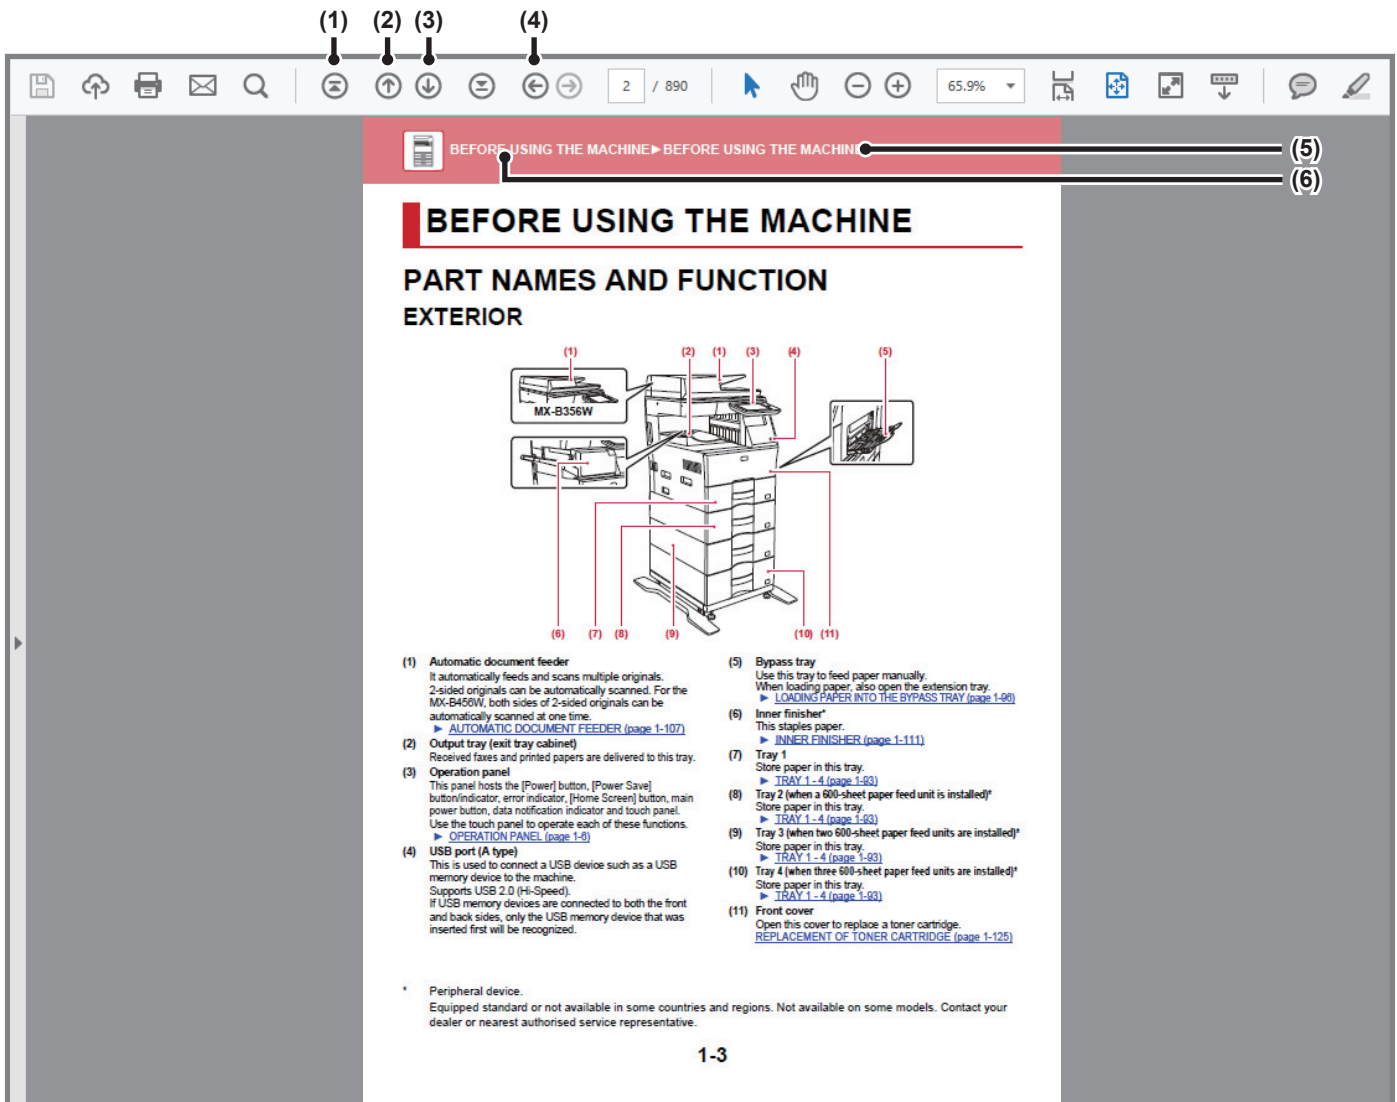 (1) (2) (3) (4)
2 / 890
65.9%
BEFORE USING THE MACHINE►BEFORE USING THE MACHINE
(5)
(6)
BEFORE USING THE MACHINE
PART NAMES AND FUNCTION
EXTERIOR
(1) (2) (1) (3) (4) (5)
MX-B356W
(6) (7) (8) (9) (10) (11)
(1) Automatic document feeder
It automatically feeds and scans multiple originals.
2-sided originals can be automatically scanned. For the
MX-B456W, both sides of 2-sided originals can be
automatically scanned at one time.
► AUTOMATIC DOCUMENT FEEDER (page 1-107)
(2) Output tray (exit tray cabinet)
Received faxes and printed papers are delivered to this tray.
(3) Operation panel
This panel hosts the [Power] button, [Power Save]
button/indicator, error indicator, [Home Screen] button, main
power button, data notification indicator and touch panel.
Use the touch panel to operate each of these functions.
► OPERATION PANEL (page 1-6)
(4) USB port (A type)
This is used to connect a USB device such as a USB
memory device to the machine.
Supports USB 2.0 (Hi-Speed).
If USB memory devices are connected to both the front
and back sides, only the USB memory device that was
inserted first will be recognized.
(5) Bypass tray
Use this tray to feed paper manually.
When loading paper, also open the extension tray.
► LOADING PAPER INTO THE BYPASS TRAY (page 1-96)
(6) Inner finisher*
This staples paper.
► INNER FINISHER (page 1-111)
(7) Tray 1
Store paper in this tray.
► TRAY 1 - 4 (page 1-93)
(8) Tray 2 (when a 600-sheet paper feed unit is installed)*
Store paper in this tray.
► TRAY 1 - 4 (page 1-93)
(9) Tray 3 (when two 600-sheet paper feed units are installed)*
Store paper in this tray.
► TRAY 1 - 4 (page 1-93)
(10) Tray 4 (when three 600-sheet paper feed units are installed)*
Store paper in this tray.
► TRAY 1 - 4 (page 1-93)
(11) Front cover
Open this cover to replace a toner cartridge.
REPLACEMENT OF TONER CARTRIDGE (page 1-125)
* Peripheral device.
Equipped standard or not available in some countries and regions. Not available on some models. Contact your
dealer or nearest authorised service representative.
1-3